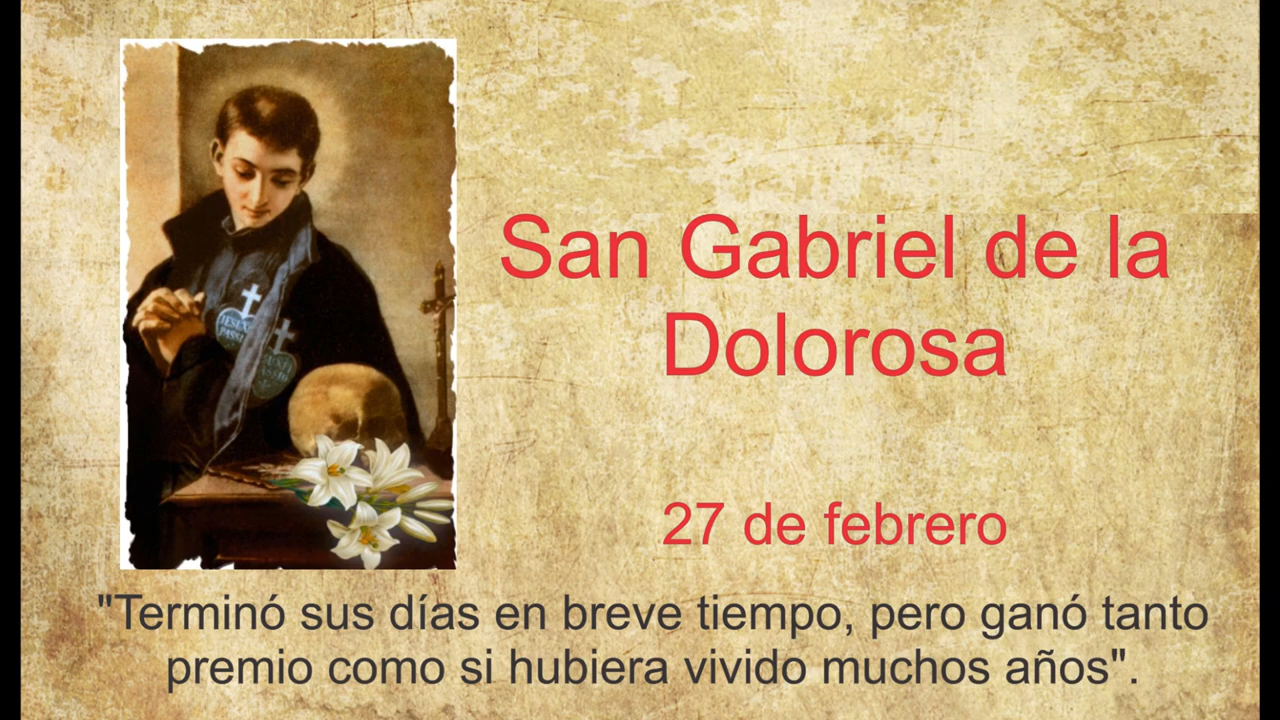 San Gabriel de la
Dolorosa
27 de febrero
"Terminó sus días en breve tiempo, pero ganó tanto
premio como si hubiera vivido muchos años".